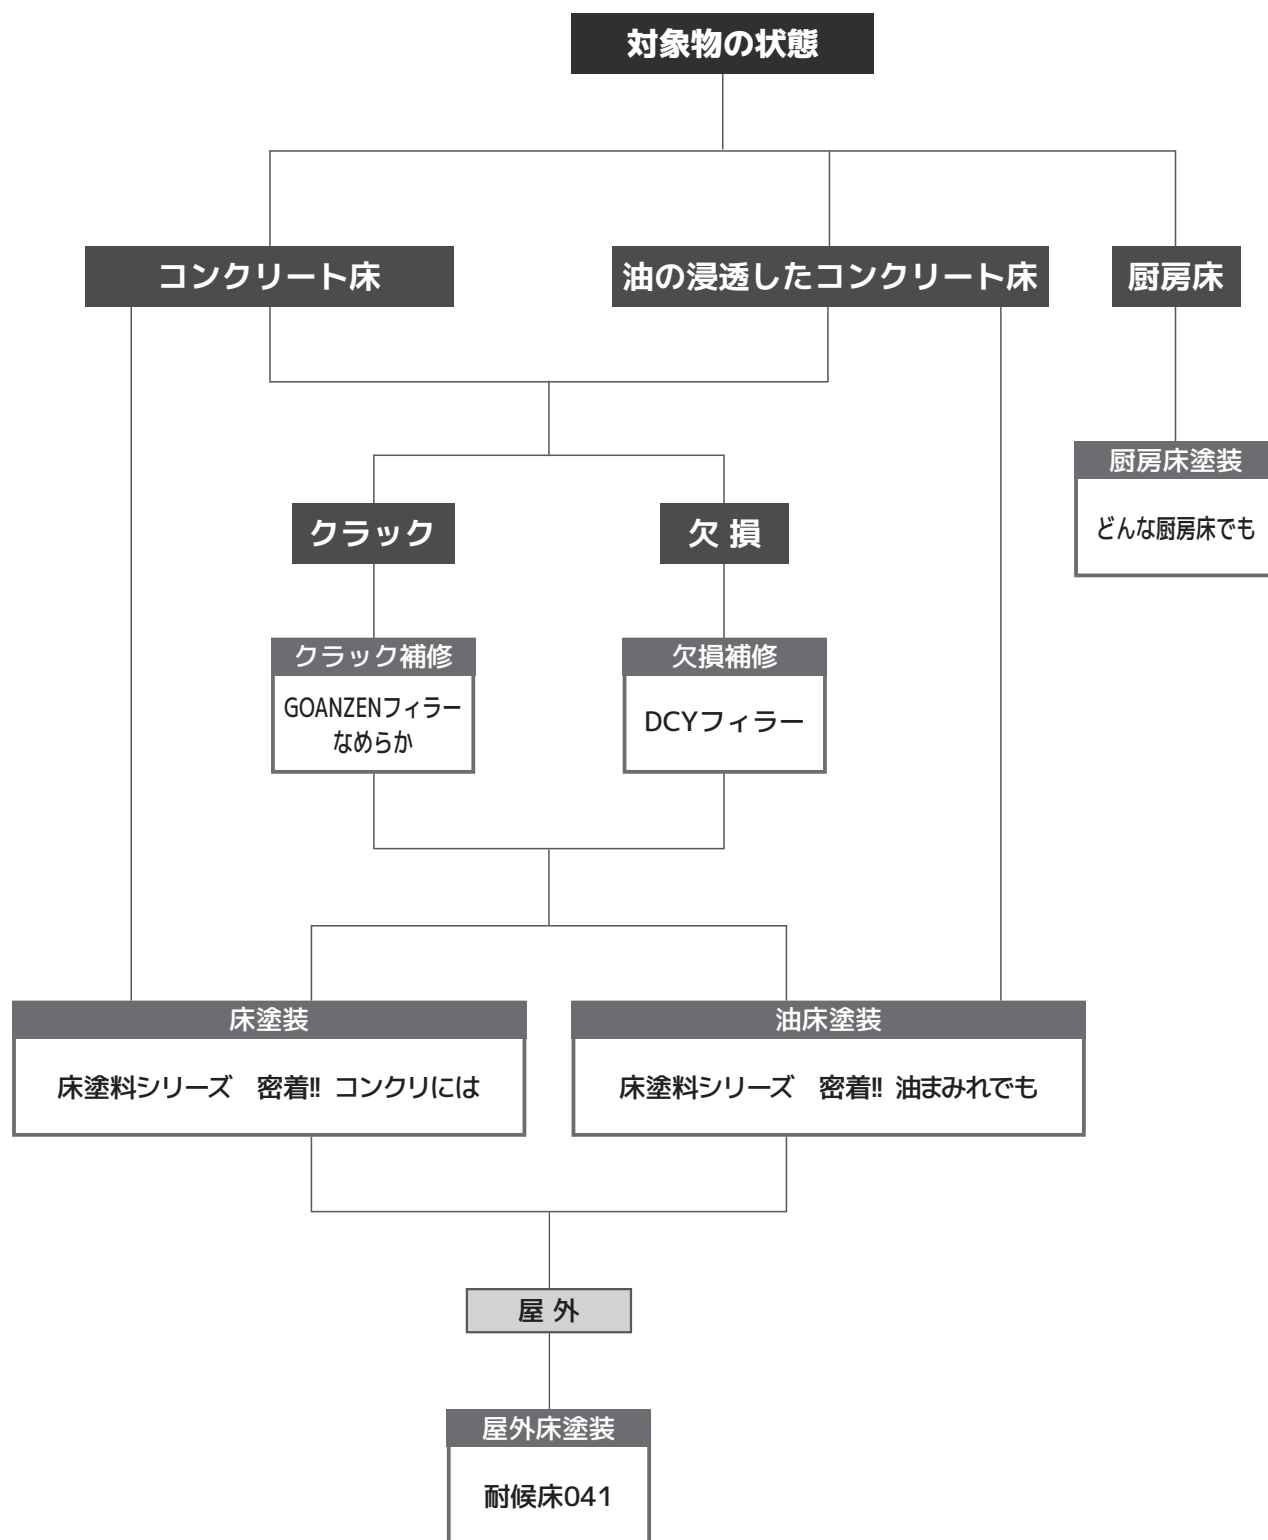 対象物の状態
コンクリート床
油の浸透したコンクリート床
厨房床
厨房床塗装
どんな厨房床でも
クラック
欠 損
クラック補修
GOANZENフィラー
なめらか
欠損補修
DCYフィラー
床塗装
床塗料シリーズ　密着!! コンクリには
油床塗装
床塗料シリーズ　密着!! 油まみれでも
屋 外
屋外床塗装
耐候床041